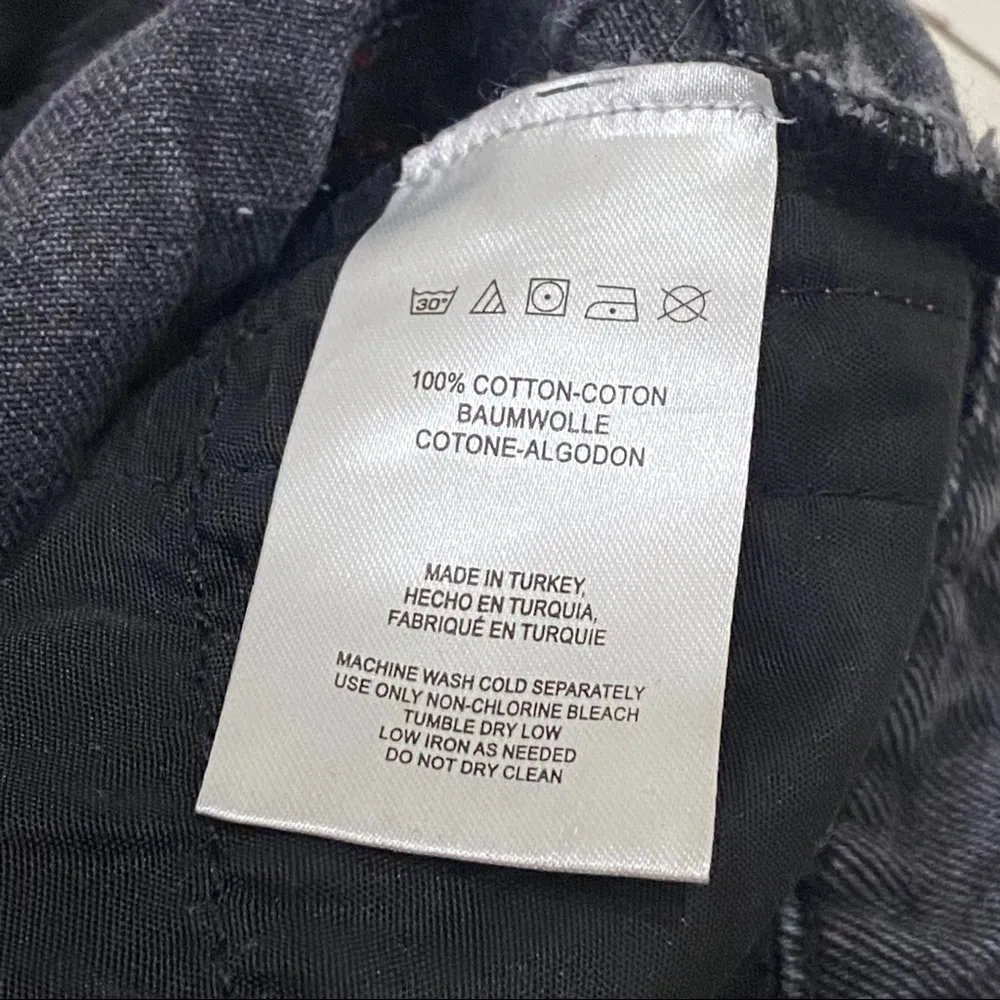 30°
100% COTTON-COTON
BAUMWOLLE
COTONE-ALGODON
MADE IN TURKEY,
HECHO EN TURQUIA,
FABRIQUÉ EN TURQUIE
MACHINE WASH COLD SEPARATELY
USE ONLY NON-CHLORINE BLEACH
TUMBLE DRY LOW
LOW IRON AS NEEDED
DO NOT DRY CLEAN